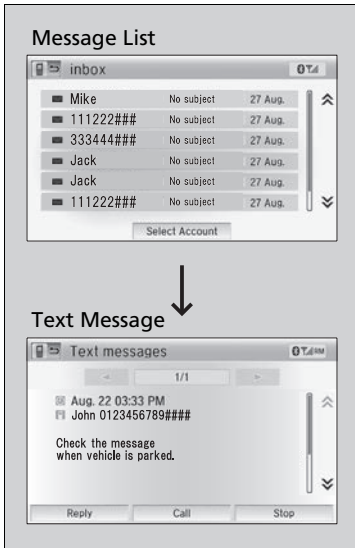 Message List
inbox
Mike No subject 27 Aug.
111222### No subject 27 Aug.
333444### No subject 27 Aug.
Jack No subject 27 Aug.
Jack No subject 27 Aug.
111222### No subject 27 Aug.
Select Account
Text Message
Text messages
1/1
Aug. 22 03:33 PM
John 0123456789####
Check the message
when vehicle is parked.
Reply Call Stop